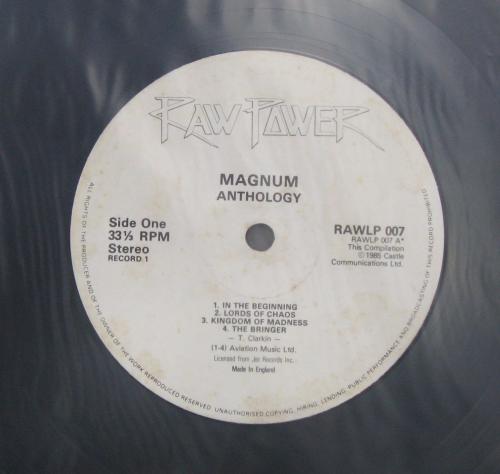 RAW POWER
MAGNUM
ANTHOLOGY
Side One
33⅓ RPM
Stereo
RECORD 1
RAWLP 007
RAWLP 007 A*
This Compilation
© 1985 Castle
Communications Ltd.
1. IN THE BEGINNING
2. LORDS OF CHAOS
3. KINGDOM OF MADNESS
4. THE BRINGER
— T. Clarkin —
(1-4) Aviation Music Ltd.
Licensed from Jet Records Inc.
Made In England
ALL RIGHTS OF THE PRODUCER AND OF THE OWNER OF THE WORK REPRODUCED RESERVED. UNAUTHORISED COPYING, HIRING, LENDING, PUBLIC PERFORMANCE AND BROADCASTING OF THIS RECORD PROHIBITED